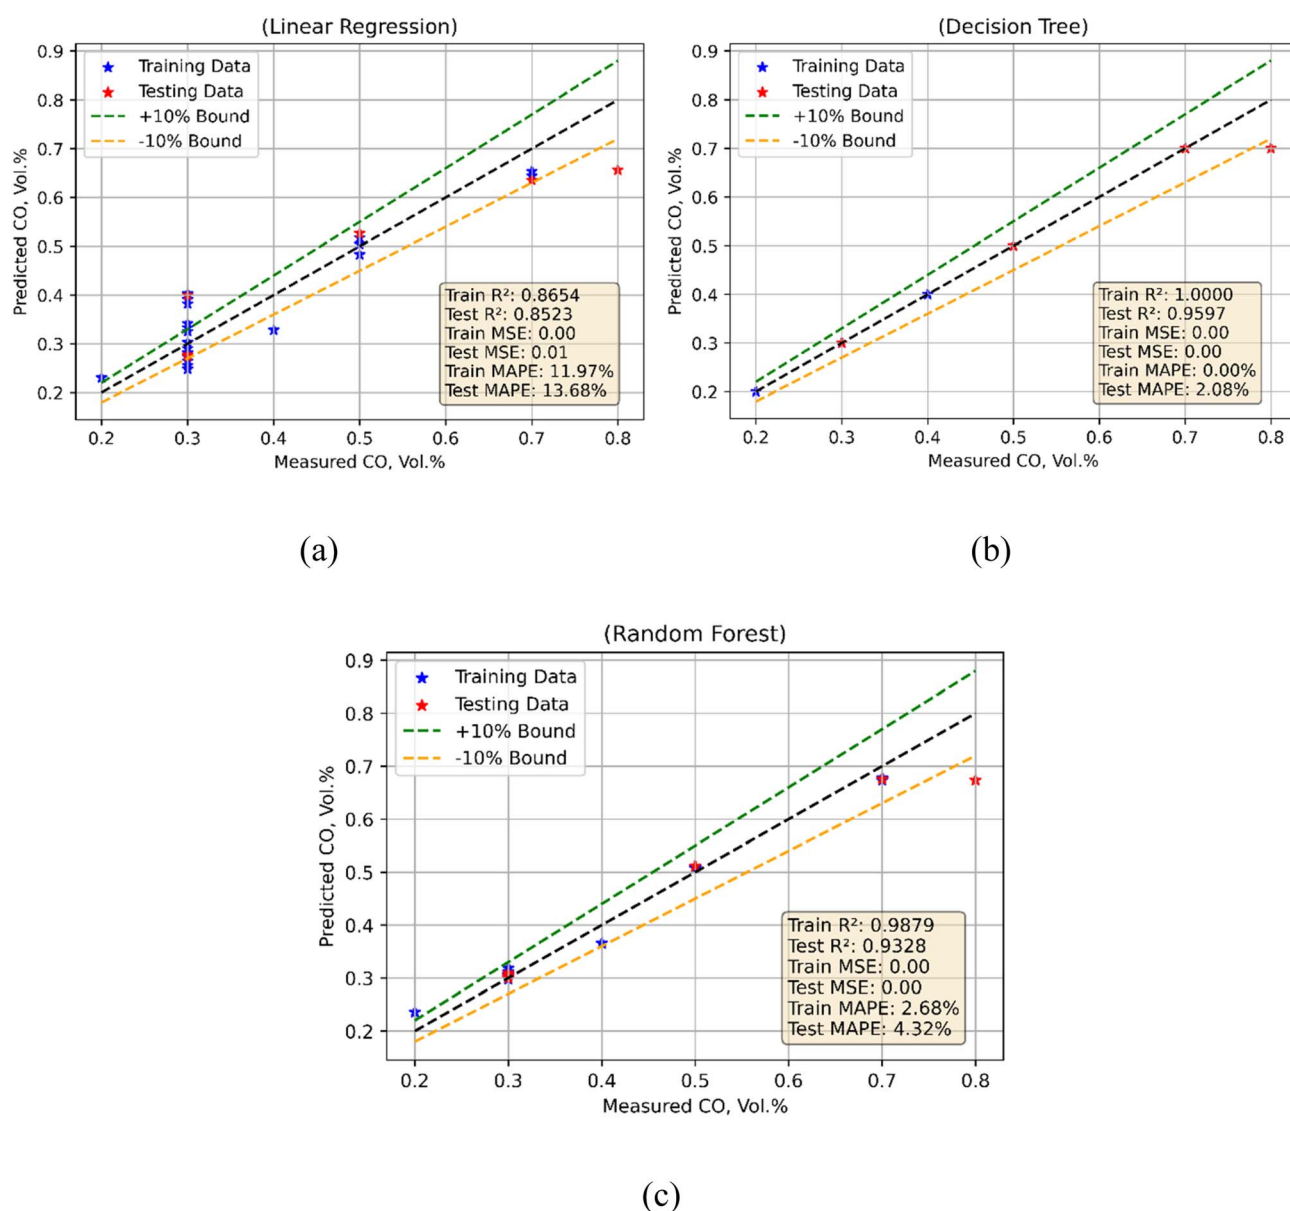 (Linear Regression)
Training Data
Testing Data
+10% Bound
-10% Bound
0.9
0.8
0.7
0.6
0.5
0.4
0.3
0.2
Predicted CO, Vol.%
Train R²: 0.8654
Test R²: 0.8523
Train MSE: 0.00
Test MSE: 0.01
Train MAPE: 11.97%
Test MAPE: 13.68%
0.2 0.3 0.4 0.5 0.6 0.7 0.8
Measured CO, Vol.%
(a)
(Decision Tree)
Training Data
Testing Data
+10% Bound
-10% Bound
0.9
0.8
0.7
0.6
0.5
0.4
0.3
0.2
Predicted CO, Vol.%
Train R²: 1.0000
Test R²: 0.9597
Train MSE: 0.00
Test MSE: 0.00
Train MAPE: 0.00%
Test MAPE: 2.08%
0.2 0.3 0.4 0.5 0.6 0.7 0.8
Measured CO, Vol.%
(b)
(Random Forest)
Training Data
Testing Data
+10% Bound
-10% Bound
0.9
0.8
0.7
0.6
0.5
0.4
0.3
0.2
Predicted CO, Vol.%
Train R²: 0.9879
Test R²: 0.9328
Train MSE: 0.00
Test MSE: 0.00
Train MAPE: 2.68%
Test MAPE: 4.32%
0.2 0.3 0.4 0.5 0.6 0.7 0.8
Measured CO, Vol.%
(c)